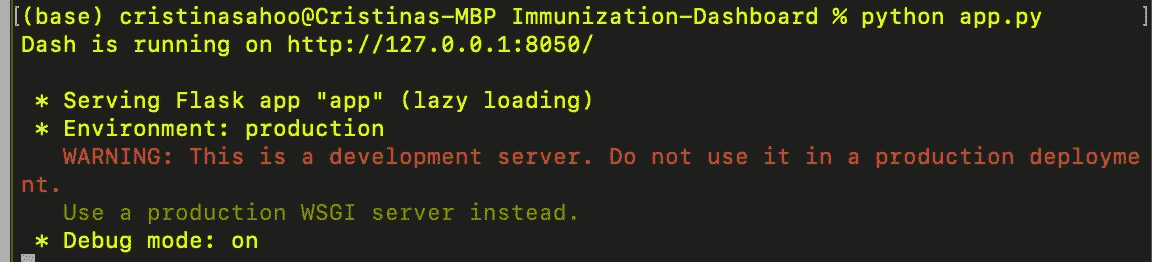 [(base) cristinasahoo@Cristinas-MBP Immunization-Dashboard % python app.py ]
Dash is running on http://127.0.0.1:8050/
* Serving Flask app "app" (lazy loading)
* Environment: production
WARNING: This is a development server. Do not use it in a production deployme
nt.
Use a production WSGI server instead.
* Debug mode: on